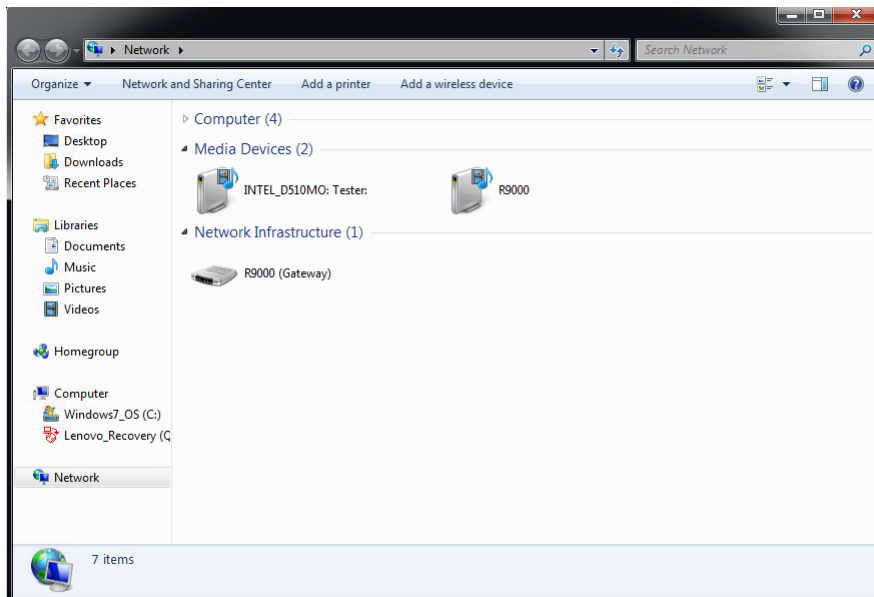 Network
Search Network
Organize
Network and Sharing Center
Add a printer
Add a wireless device
Favorites
Desktop
Downloads
Recent Places
Libraries
Documents
Music
Pictures
Videos
Homegroup
Computer
Windows7_OS (C:)
Lenovo_Recovery (Q
Network
Computer (4)
Media Devices (2)
INTEL_D510MO: Tester:
R9000
Network Infrastructure (1)
R9000 (Gateway)
7 items